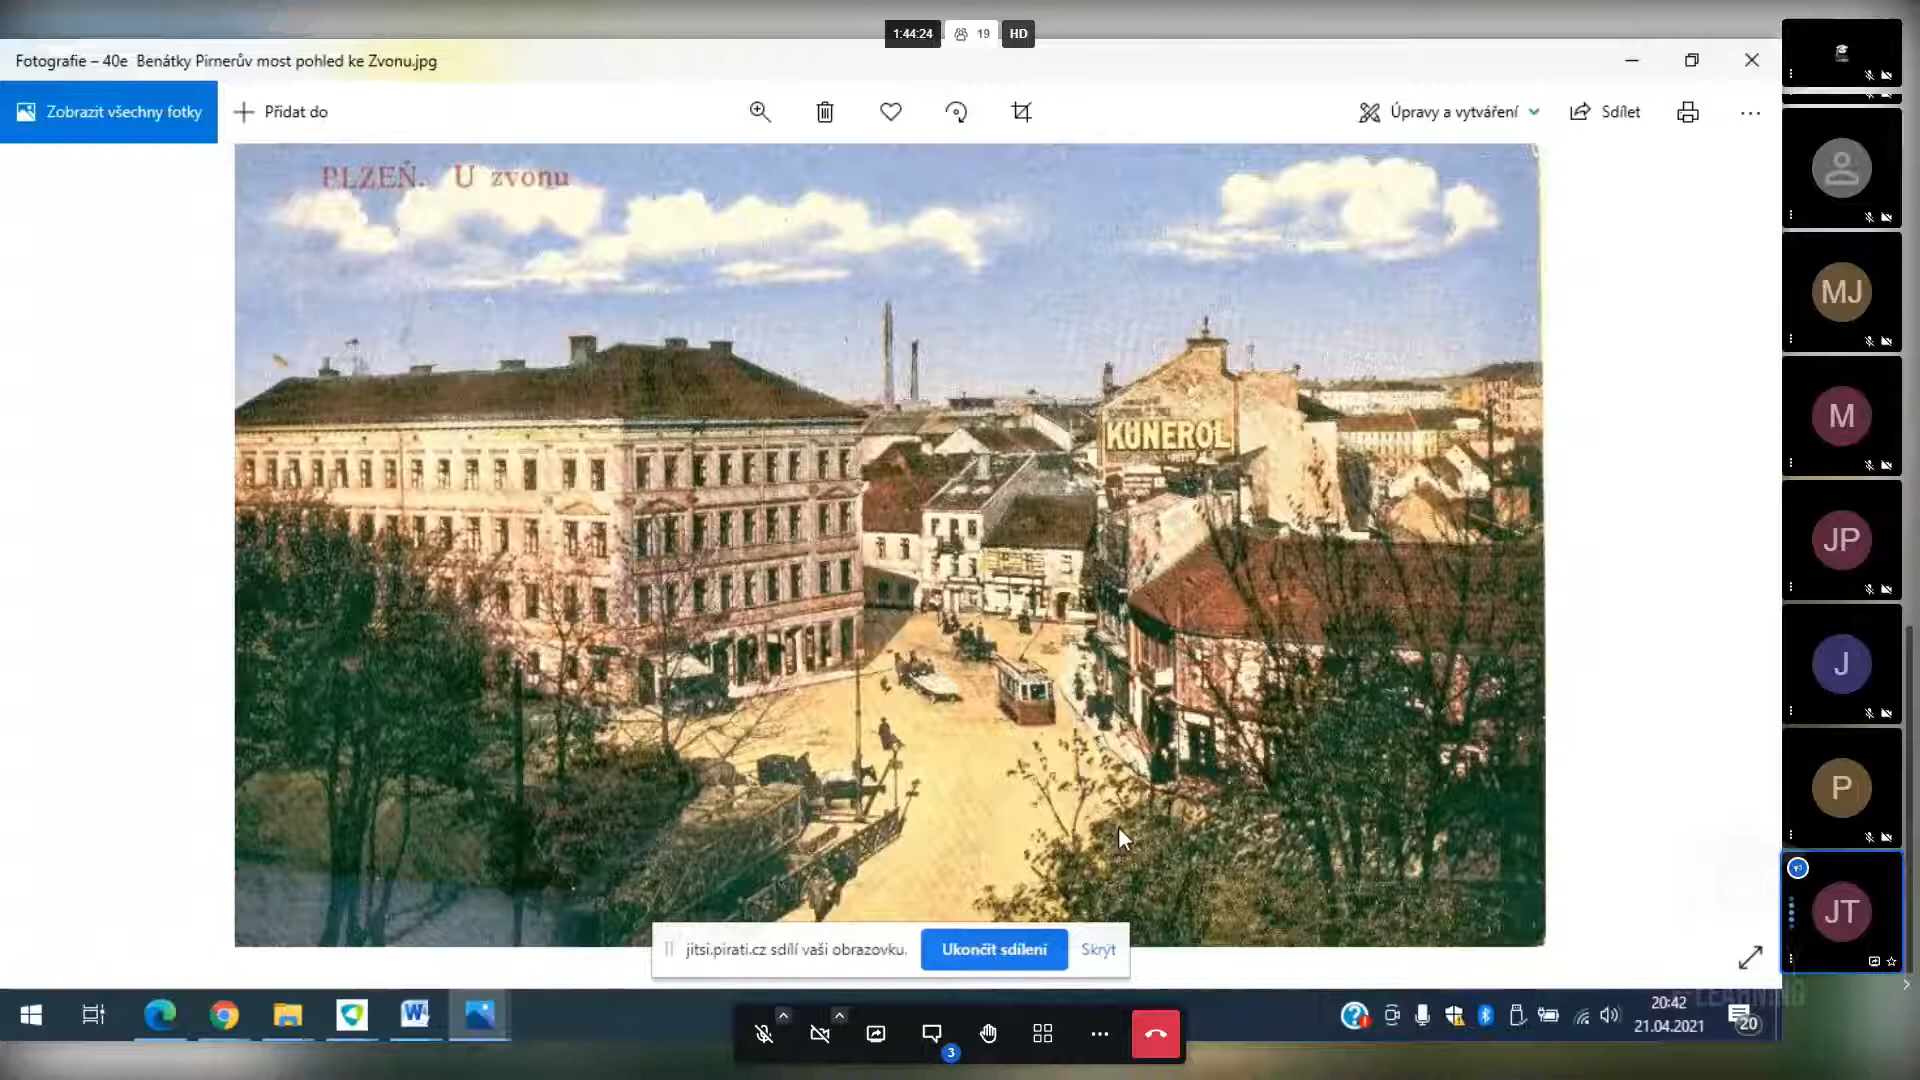 1:44:24
19
HD
Fotografie – 40e Benátky Pirnerův most pohled ke Zvonu.jpg
Zobrazit všechny fotky
Přidat do
Úpravy a vytváření
Sdílet
PLZEŇ. U zvonu
KUNEROL
MJ
M
JP
J
P
JT
jitsi.pirati.cz sdílí vaši obrazovku.
Ukončit sdílení
Skrýt
LEARNING
20:42
21.04.2021
20
3